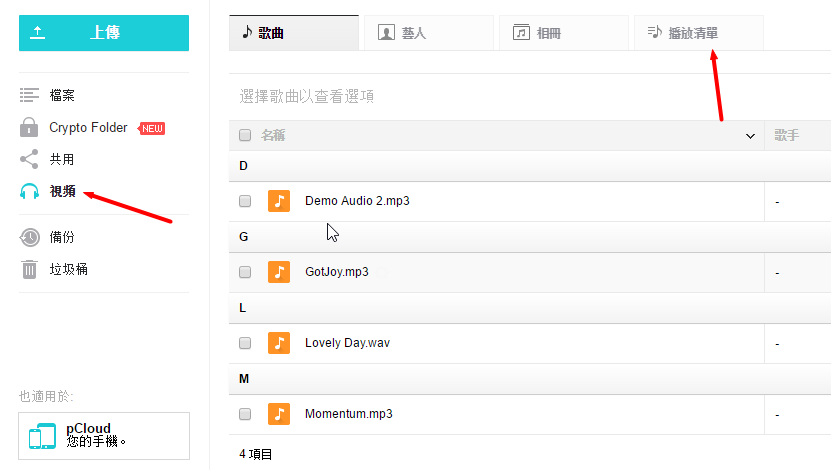 上傳
檔案
Crypto Folder NEW
共用
視頻
備份
垃圾桶
也適用於:
pCloud
您的手機。
歌曲 藝人 相冊 播放清單
選擇歌曲以查看選項
名稱 歌手
D
Demo Audio 2.mp3 -
G
GotJoy.mp3 -
L
Lovely Day.wav -
M
Momentum.mp3 -
4 項目